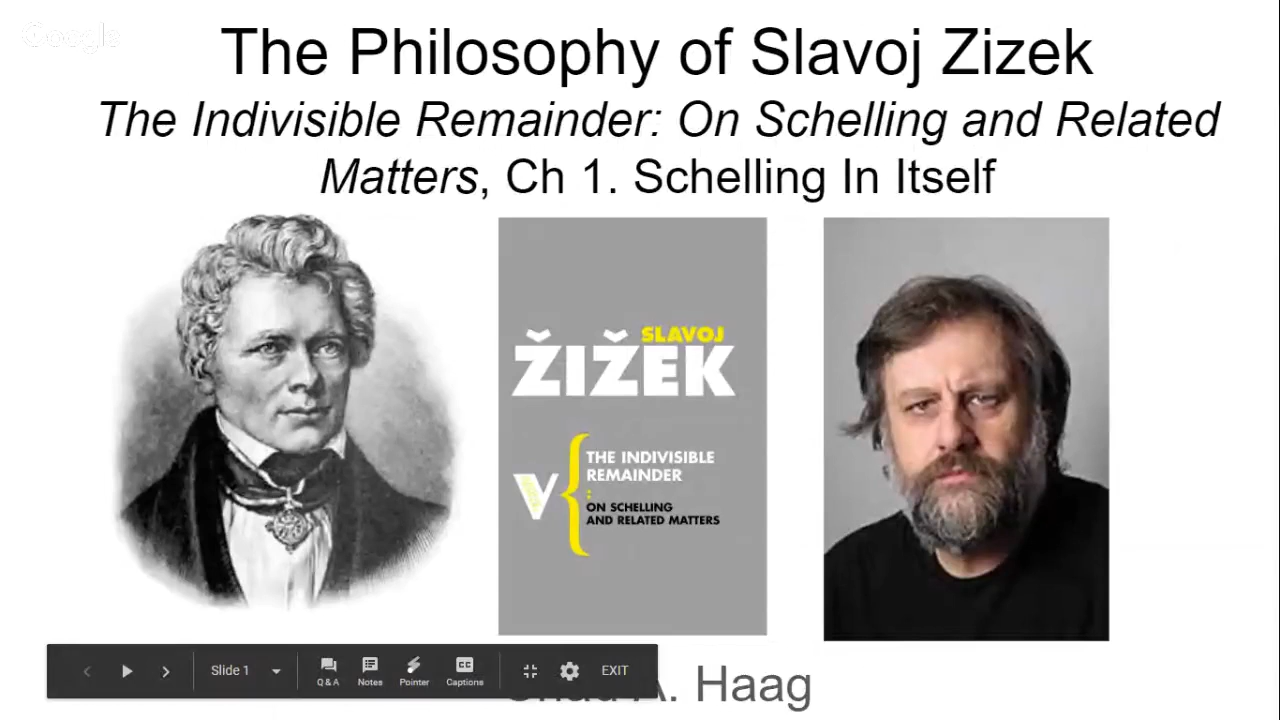 Google
The Philosophy of Slavoj Zizek
The Indivisible Remainder: On Schelling and Related
Matters, Ch 1. Schelling In Itself
SLAVOJ
ŽIŽEK
THE INDIVISIBLE
REMAINDER
:
ON SCHELLING
AND RELATED MATTERS
V
Slide 1
Q & A
Notes
Pointer
Captions
EXIT
A. Haag